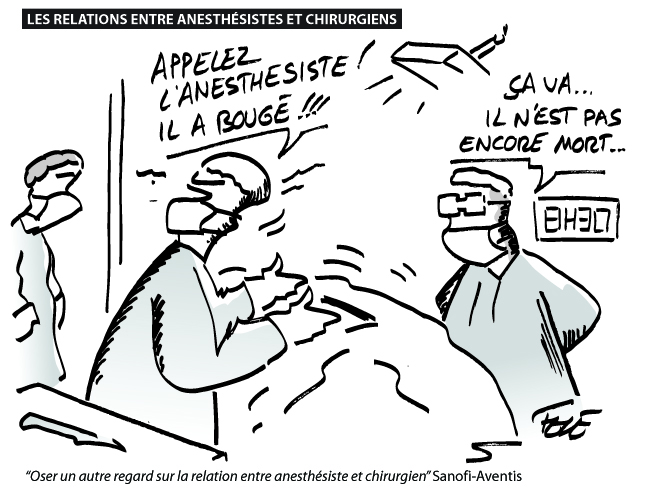 LES RELATIONS ENTRE ANESTHÉSISTES ET CHIRURGIENS
APPELEZ
L'ANESTHESISTE !
IL A BOUGÉ !!!
ÇA VA...
IL N'EST PAS
ENCORE MORT...
"Oser un autre regard sur la relation entre anesthésiste et chirurgien" Sanofi-Aventis